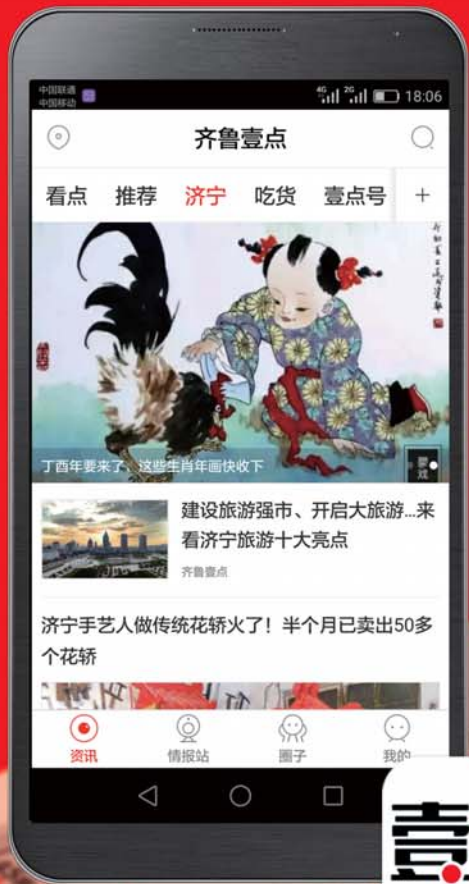 中国联通
中国移动
4G 2G 18:06
齐鲁壹点
看点 推荐 济宁 吃货 壹点号 +
丁酉年要来了，这些生肖年画快收下
建设旅游强市、开启大旅游...来
看济宁旅游十大亮点
齐鲁壹点
济宁手艺人做传统花轿火了！半个月已卖出50多
个花轿
资讯 情报站 圈子 我的
壹